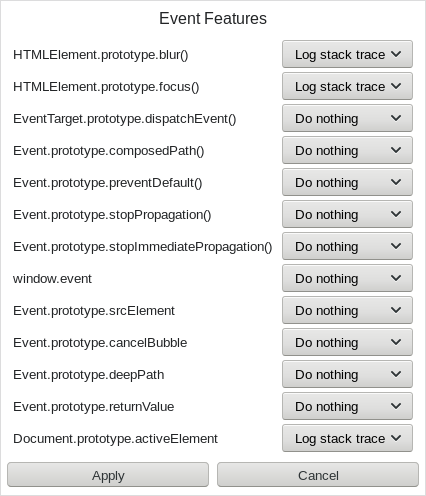 Event Features
HTMLElement.prototype.blur() Log stack trace
HTMLElement.prototype.focus() Log stack trace
EventTarget.prototype.dispatchEvent() Do nothing
Event.prototype.composedPath() Do nothing
Event.prototype.preventDefault() Do nothing
Event.prototype.stopPropagation() Do nothing
Event.prototype.stopImmediatePropagation() Do nothing
window.event Do nothing
Event.prototype.srcElement Do nothing
Event.prototype.cancelBubble Do nothing
Event.prototype.deepPath Do nothing
Event.prototype.returnValue Do nothing
Document.prototype.activeElement Log stack trace
Apply Cancel